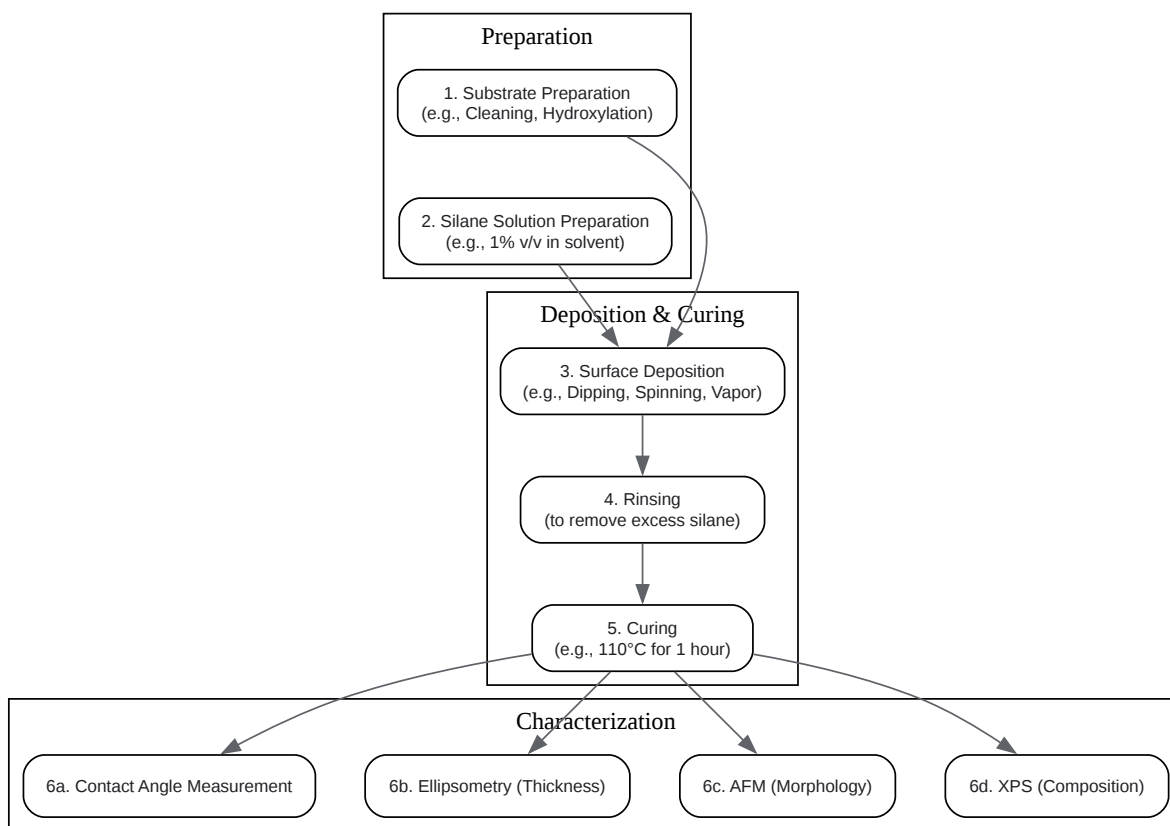 Preparation
1. Substrate Preparation
(e.g., Cleaning, Hydroxylation)
2. Silane Solution Preparation
(e.g., 1% v/v in solvent)
Deposition & Curing
3. Surface Deposition
(e.g., Dipping, Spinning, Vapor)
4. Rinsing
(to remove excess silane)
5. Curing
(e.g., 110°C for 1 hour)
Characterization
6a. Contact Angle Measurement
6b. Ellipsometry (Thickness)
6c. AFM (Morphology)
6d. XPS (Composition)